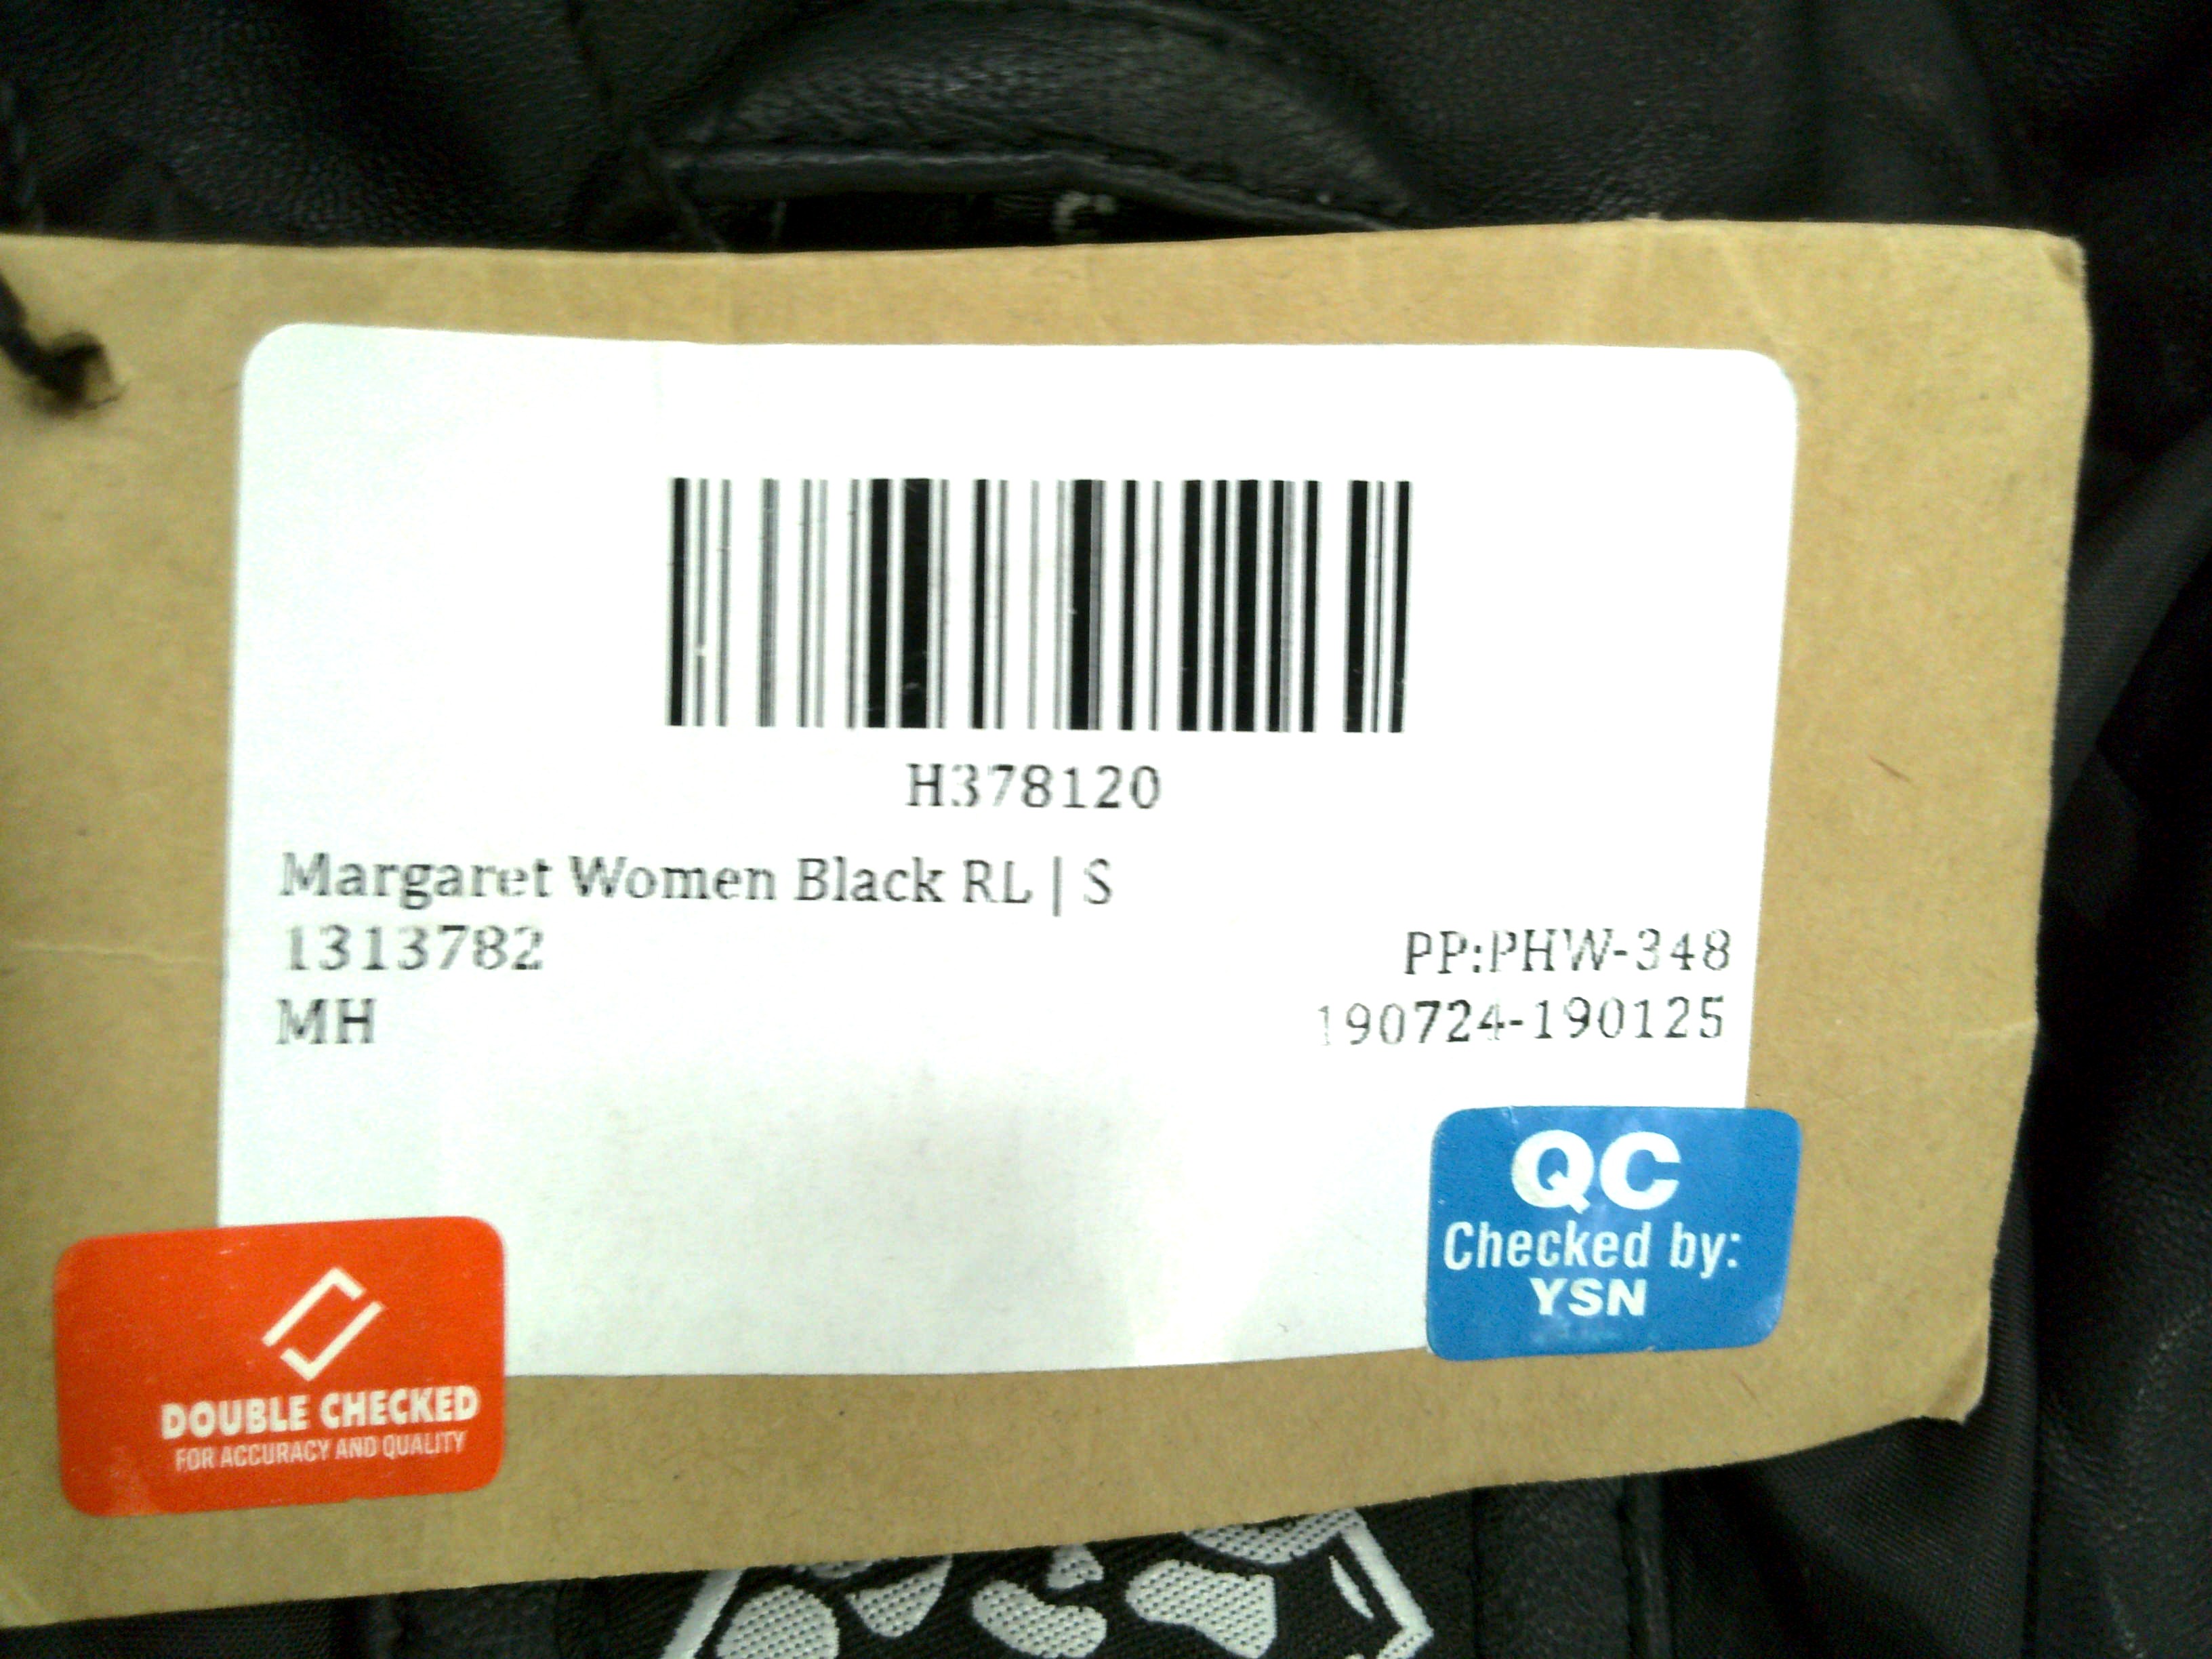 H378120
Margaret Women Black RL | S
1313782
PP:PHW-348
MH
190724-190125
QC
Checked by:
YSN
DOUBLE CHECKED
FOR ACCURACY AND QUALITY